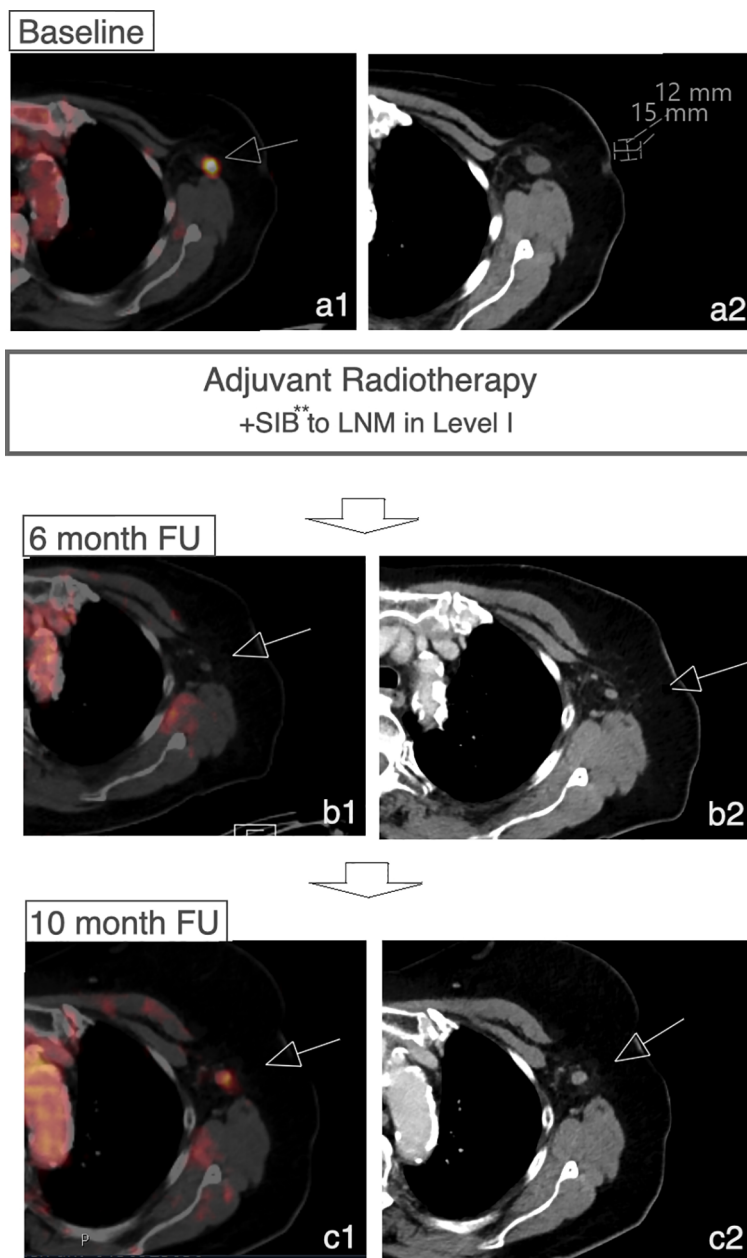 Baseline
12 mm
15 mm
a1
a2
Adjuvant Radiotherapy
+SIB** to LNM in Level I
6 month FU
b1
b2
10 month FU
P
c1
c2